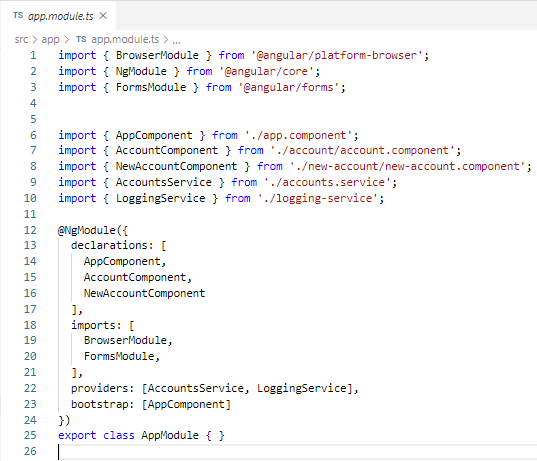 TS app.module.ts ×
src > app > TS app.module.ts > ...
1 import { BrowserModule } from '@angular/platform-browser';
2 import { NgModule } from '@angular/core';
3 import { FormsModule } from '@angular/forms';
4
5
6 import { AppComponent } from './app.component';
7 import { AccountComponent } from './account/account.component';
8 import { NewAccountComponent } from './new-account/new-account.component';
9 import { AccountsService } from './accounts.service';
10 import { LoggingService } from './logging-service';
11
12 @NgModule({
13   declarations: [
14     AppComponent,
15     AccountComponent,
16     NewAccountComponent
17   ],
18   imports: [
19     BrowserModule,
20     FormsModule,
21   ],
22   providers: [AccountsService, LoggingService],
23   bootstrap: [AppComponent]
24 })
25 export class AppModule { }
26